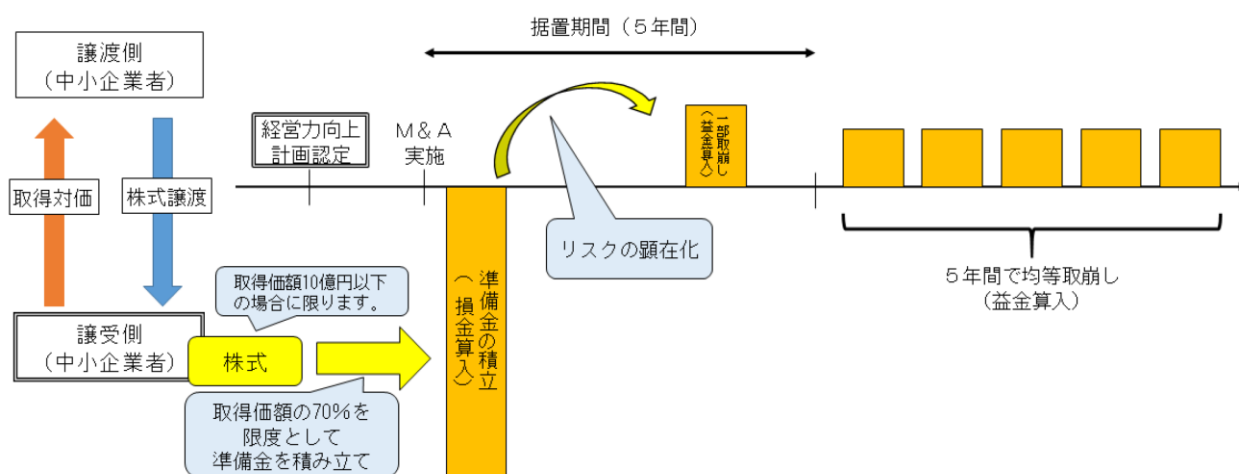 譲渡側
(中小企業者)
取得対価
株式譲渡
譲受側
(中小企業者)
株式
取得価額10億円以下
の場合に限ります。
取得価額の70%を
限度として
準備金を積み立て
経営力向上
計画認定
M&A
実施
準備金の積立
(損金算入)
据置期間(5年間)
リスクの顕在化
一部取崩し
(益金算入)
5年間で均等取崩し
(益金算入)